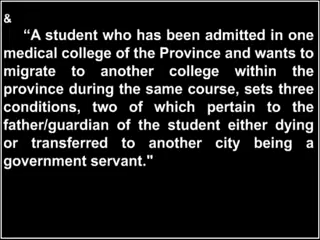 &
“A student who has been admitted in one
medical college of the Province and wants to
migrate to another college within the
province during the same course, sets three
conditions, two of which pertain to the
father/guardian of the student either dying
or transferred to another city being a
government servant."